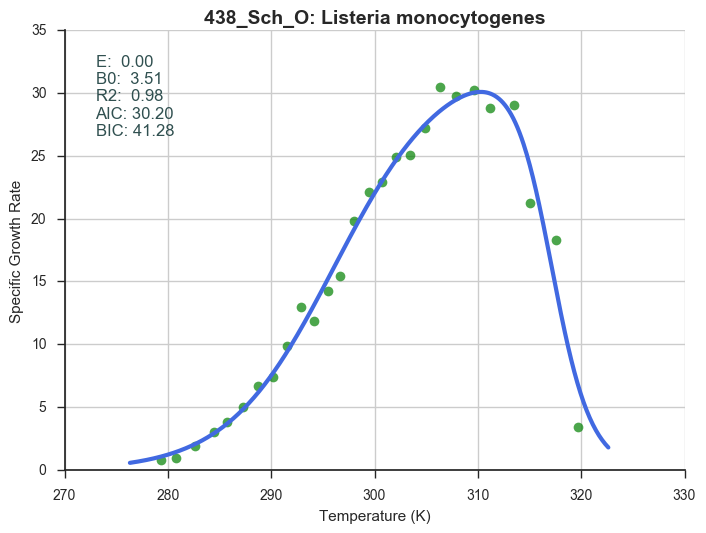 438_Sch_O: Listeria monocytogenes
E:  0.00
B0:  3.51
R2:  0.98
AIC: 30.20
BIC: 41.28
35
30
25
20
15
10
5
0
Specific Growth Rate
270 280 290 300 310 320 330
Temperature (K)